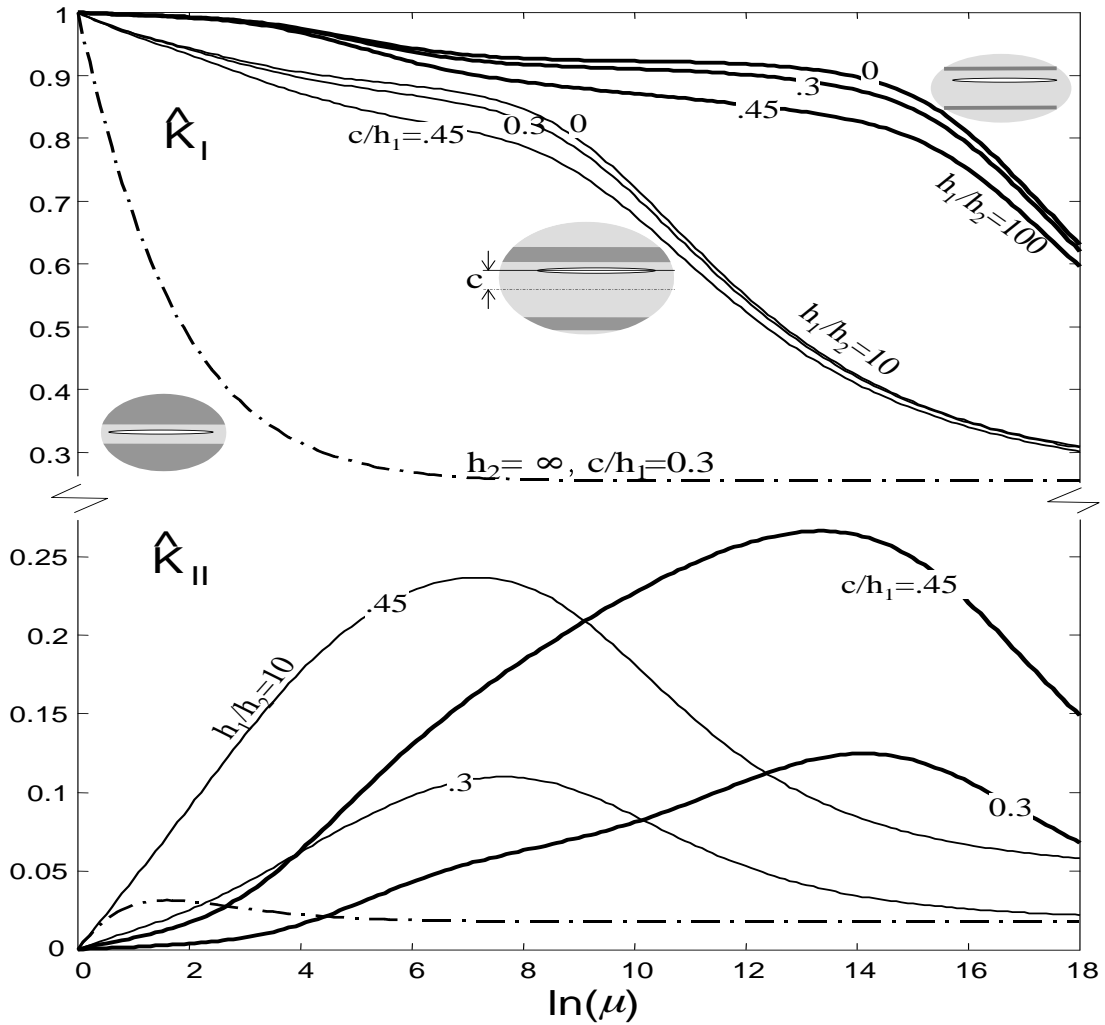 1
0.9
0.8
0.7
0.6
0.5
0.4
0.3
K̂ I
c/h₁=.45
0.3
0
0
.3
.45
h₁/h₂=100
h₁/h₂=10
c
h₂= ∞, c/h₁=0.3
0.25
0.2
0.15
0.1
0.05
0
K̂ II
.45
h₁/h₂=10
.3
c/h₁=.45
0.3
0 2 4 6 8 10 12 14 16 18
ln(μ)